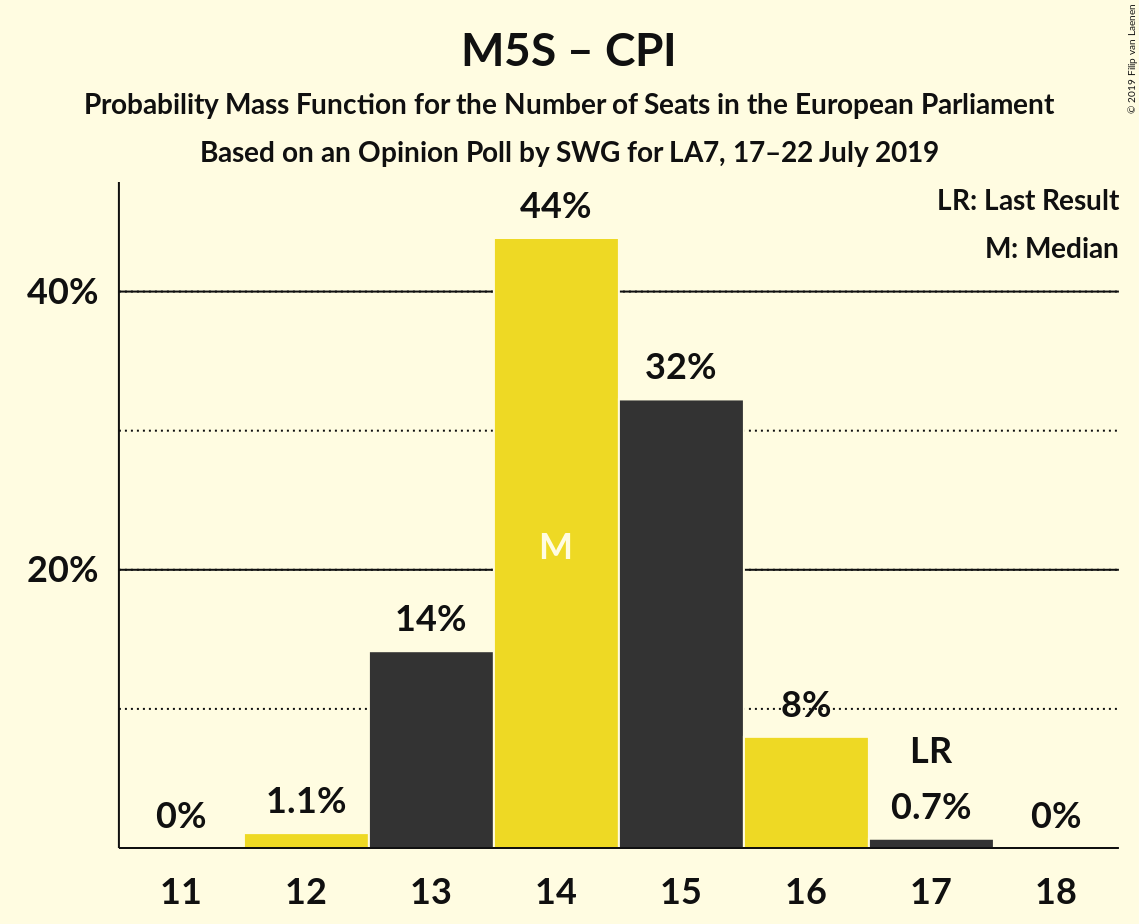 M5S – CPI
Probability Mass Function for the Number of Seats in the European Parliament
Based on an Opinion Poll by SWG for LA7, 17–22 July 2019
© 2019 Filip van Laenen
LR: Last Result
M: Median
40%
20%
0%
1.1%
14%
44%
M
32%
8%
LR
0.7%
0%
11
12
13
14
15
16
17
18